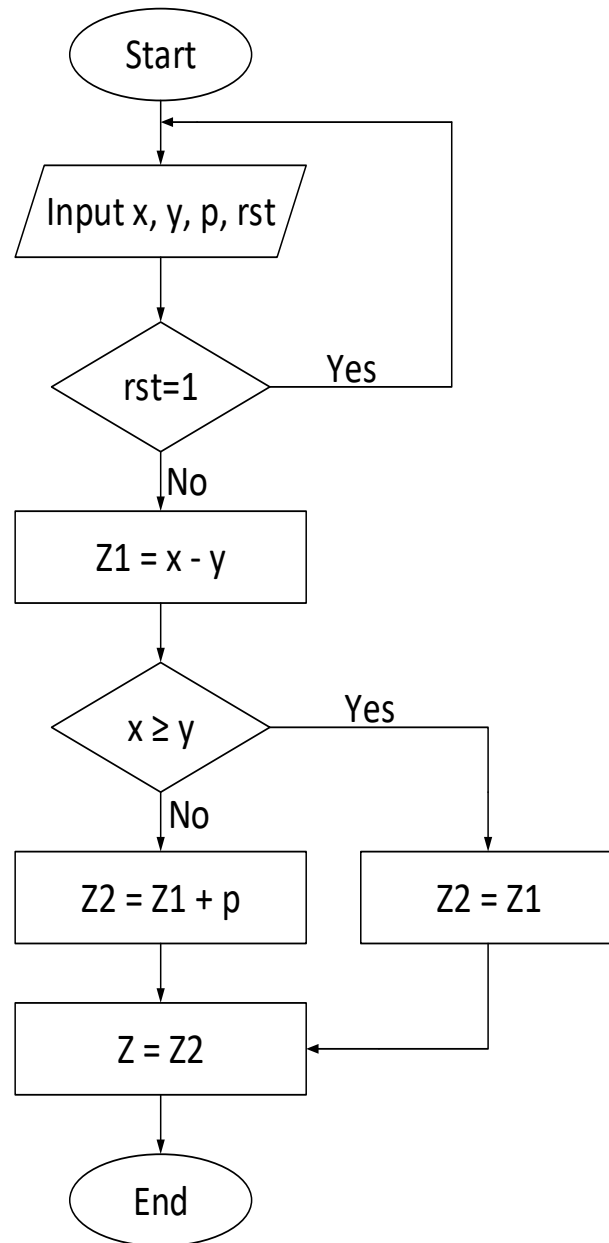 Start
Input x, y, p, rst
rst=1
Yes
No
Z1 = x - y
x ≥ y
Yes
No
Z2 = Z1 + p
Z2 = Z1
Z = Z2
End